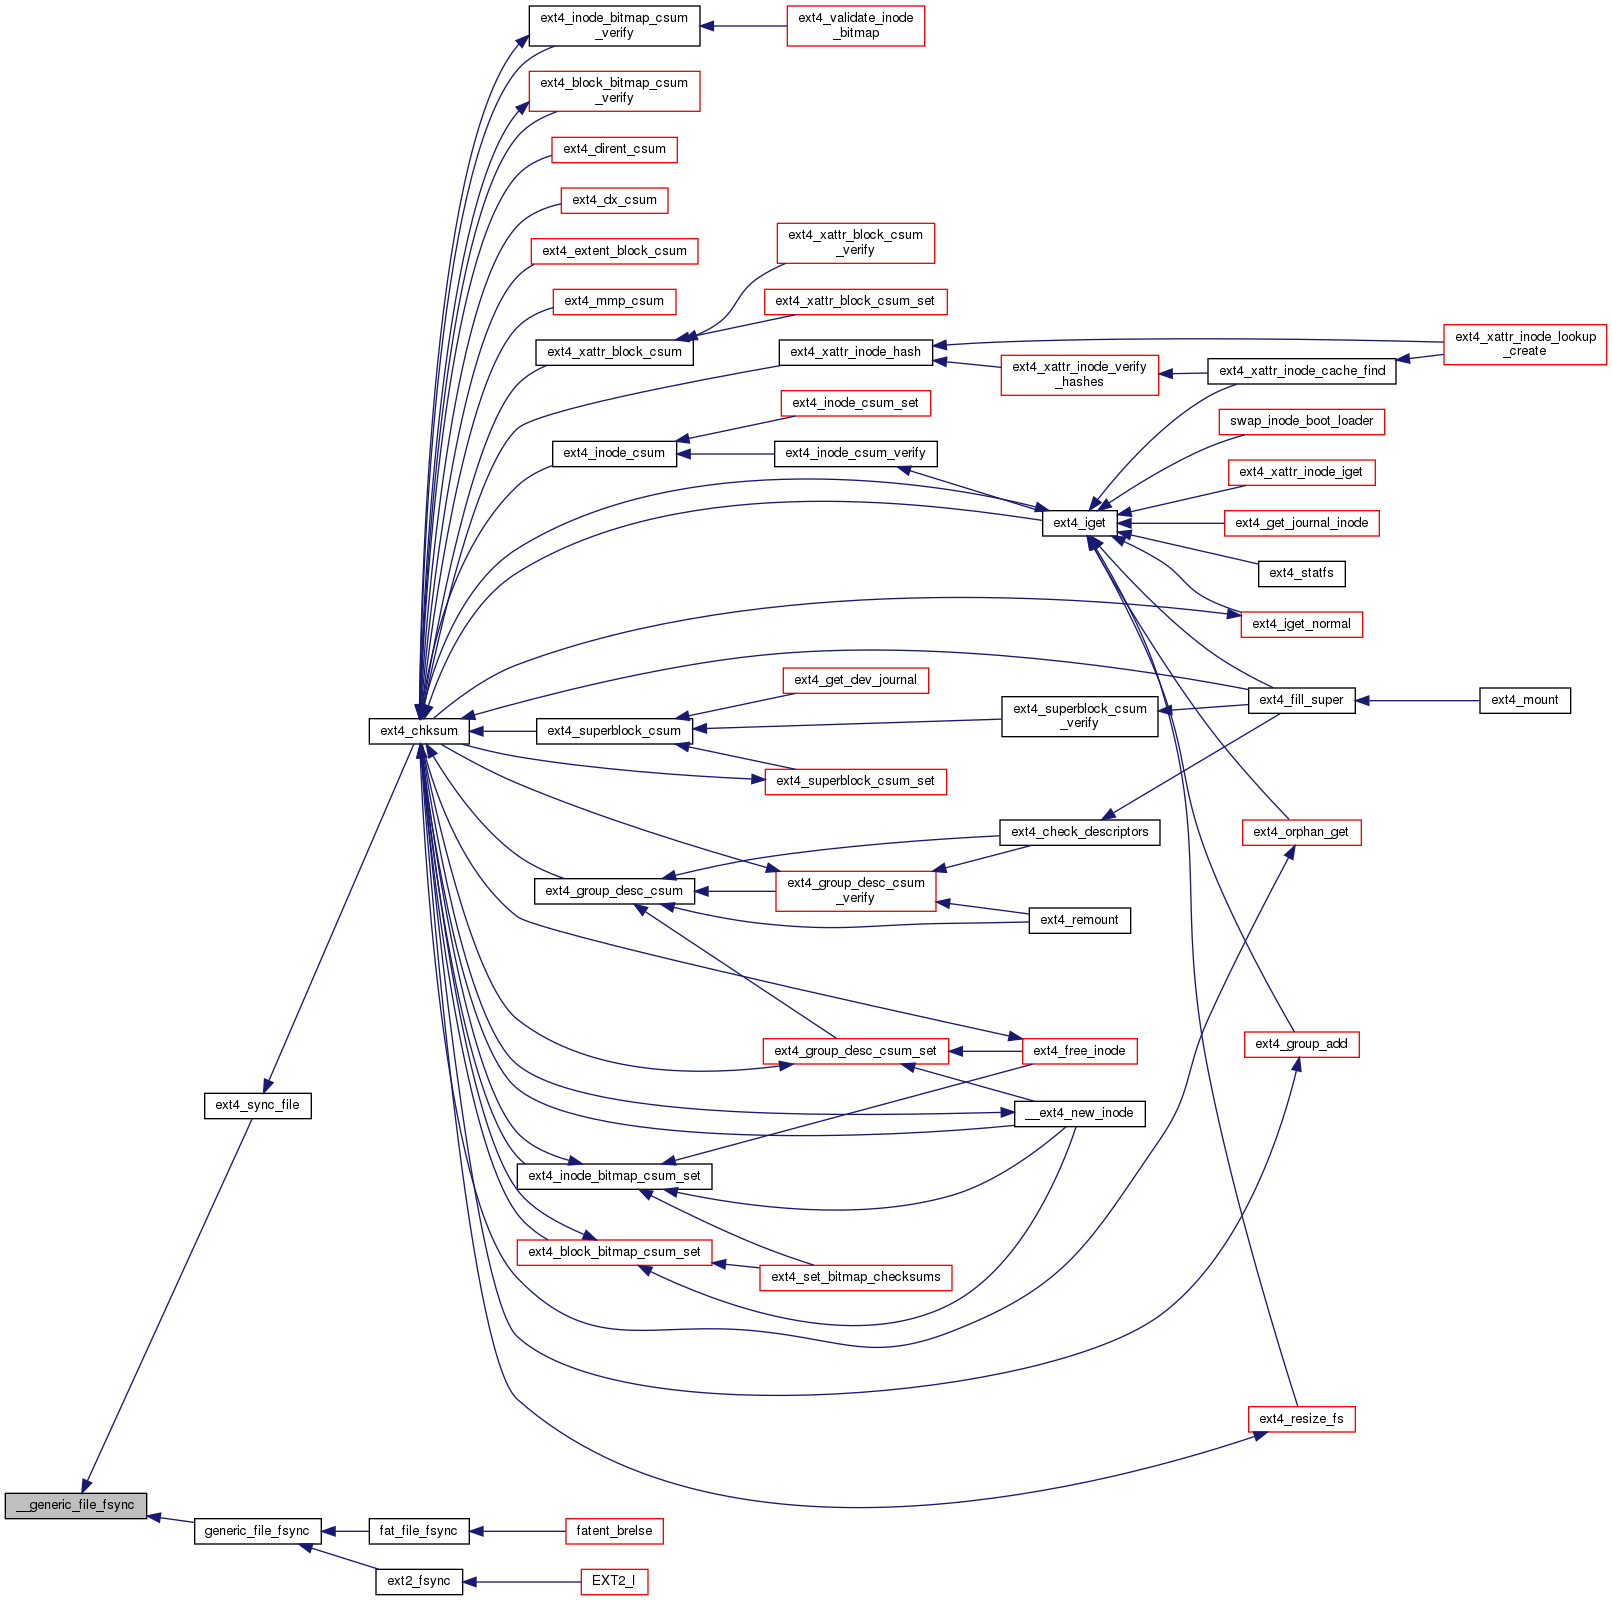 ext4_inode_bitmap_csum
_verify
ext4_validate_inode
_bitmap
ext4_block_bitmap_csum
_verify
ext4_dirent_csum
ext4_dx_csum
ext4_xattr_block_csum
_verify
ext4_extent_block_csum
ext4_mmp_csum
ext4_xattr_block_csum_set
ext4_xattr_inode_lookup
_create
ext4_xattr_block_csum
ext4_xattr_inode_hash
ext4_xattr_inode_verify
_hashes
ext4_xattr_inode_cache_find
ext4_inode_csum_set
swap_inode_boot_loader
ext4_inode_csum
ext4_inode_csum_verify
ext4_xattr_inode_iget
ext4_iget
ext4_get_journal_inode
ext4_statfs
ext4_iget_normal
ext4_get_dev_journal
ext4_superblock_csum
_verify
ext4_fill_super
ext4_mount
ext4_chksum
ext4_superblock_csum
ext4_superblock_csum_set
ext4_check_descriptors
ext4_orphan_get
ext4_group_desc_csum
ext4_group_desc_csum
_verify
ext4_remount
ext4_group_desc_csum_set
ext4_free_inode
ext4_group_add
ext4_sync_file
__ext4_new_inode
ext4_inode_bitmap_csum_set
ext4_block_bitmap_csum_set
ext4_set_bitmap_checksums
ext4_resize_fs
__generic_file_fsync
generic_file_fsync
fat_file_fsync
fatent_brelse
ext2_fsync
EXT2_I